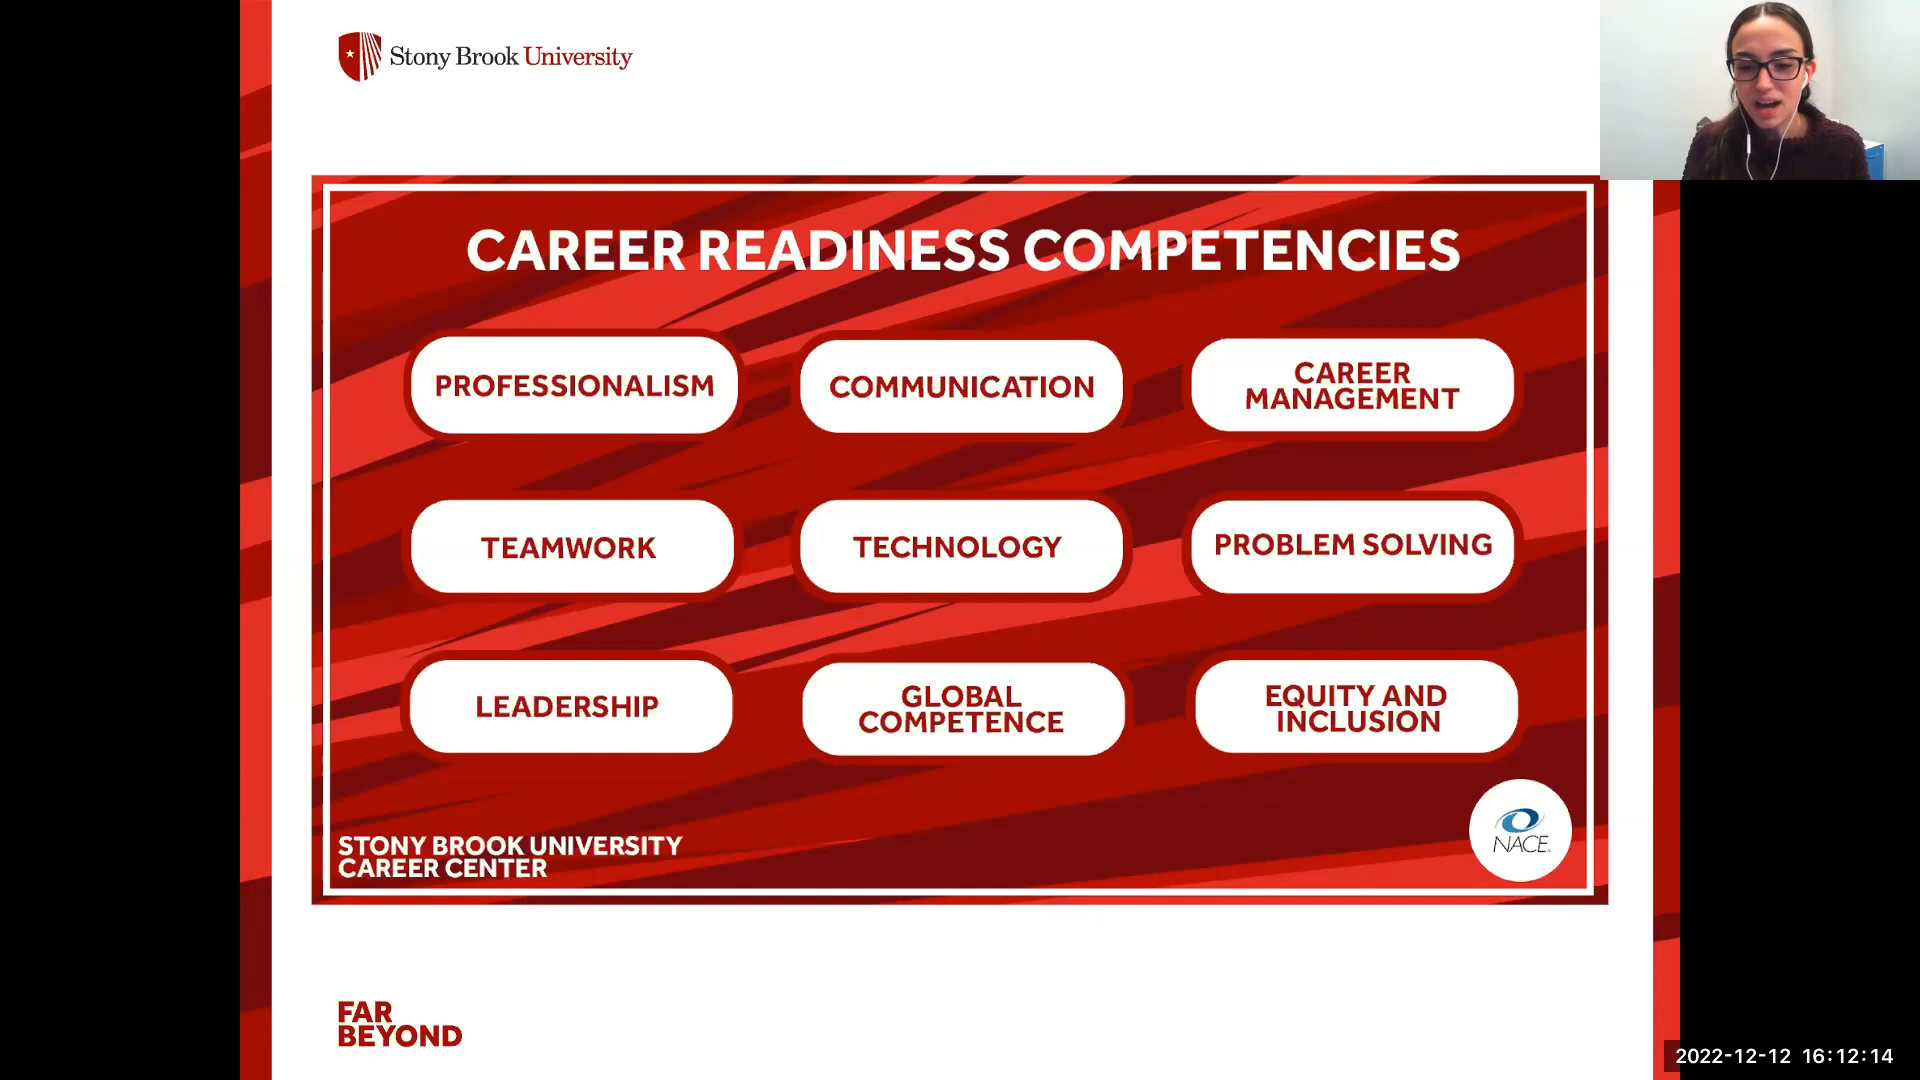 Stony Brook University
CAREER READINESS COMPETENCIES
PROFESSIONALISM
COMMUNICATION
CAREER
MANAGEMENT
TEAMWORK
TECHNOLOGY
PROBLEM SOLVING
LEADERSHIP
GLOBAL
COMPETENCE
EQUITY AND
INCLUSION
STONY BROOK UNIVERSITY
CAREER CENTER
NACE
FAR
BEYOND
2022-12-12 16:12:14